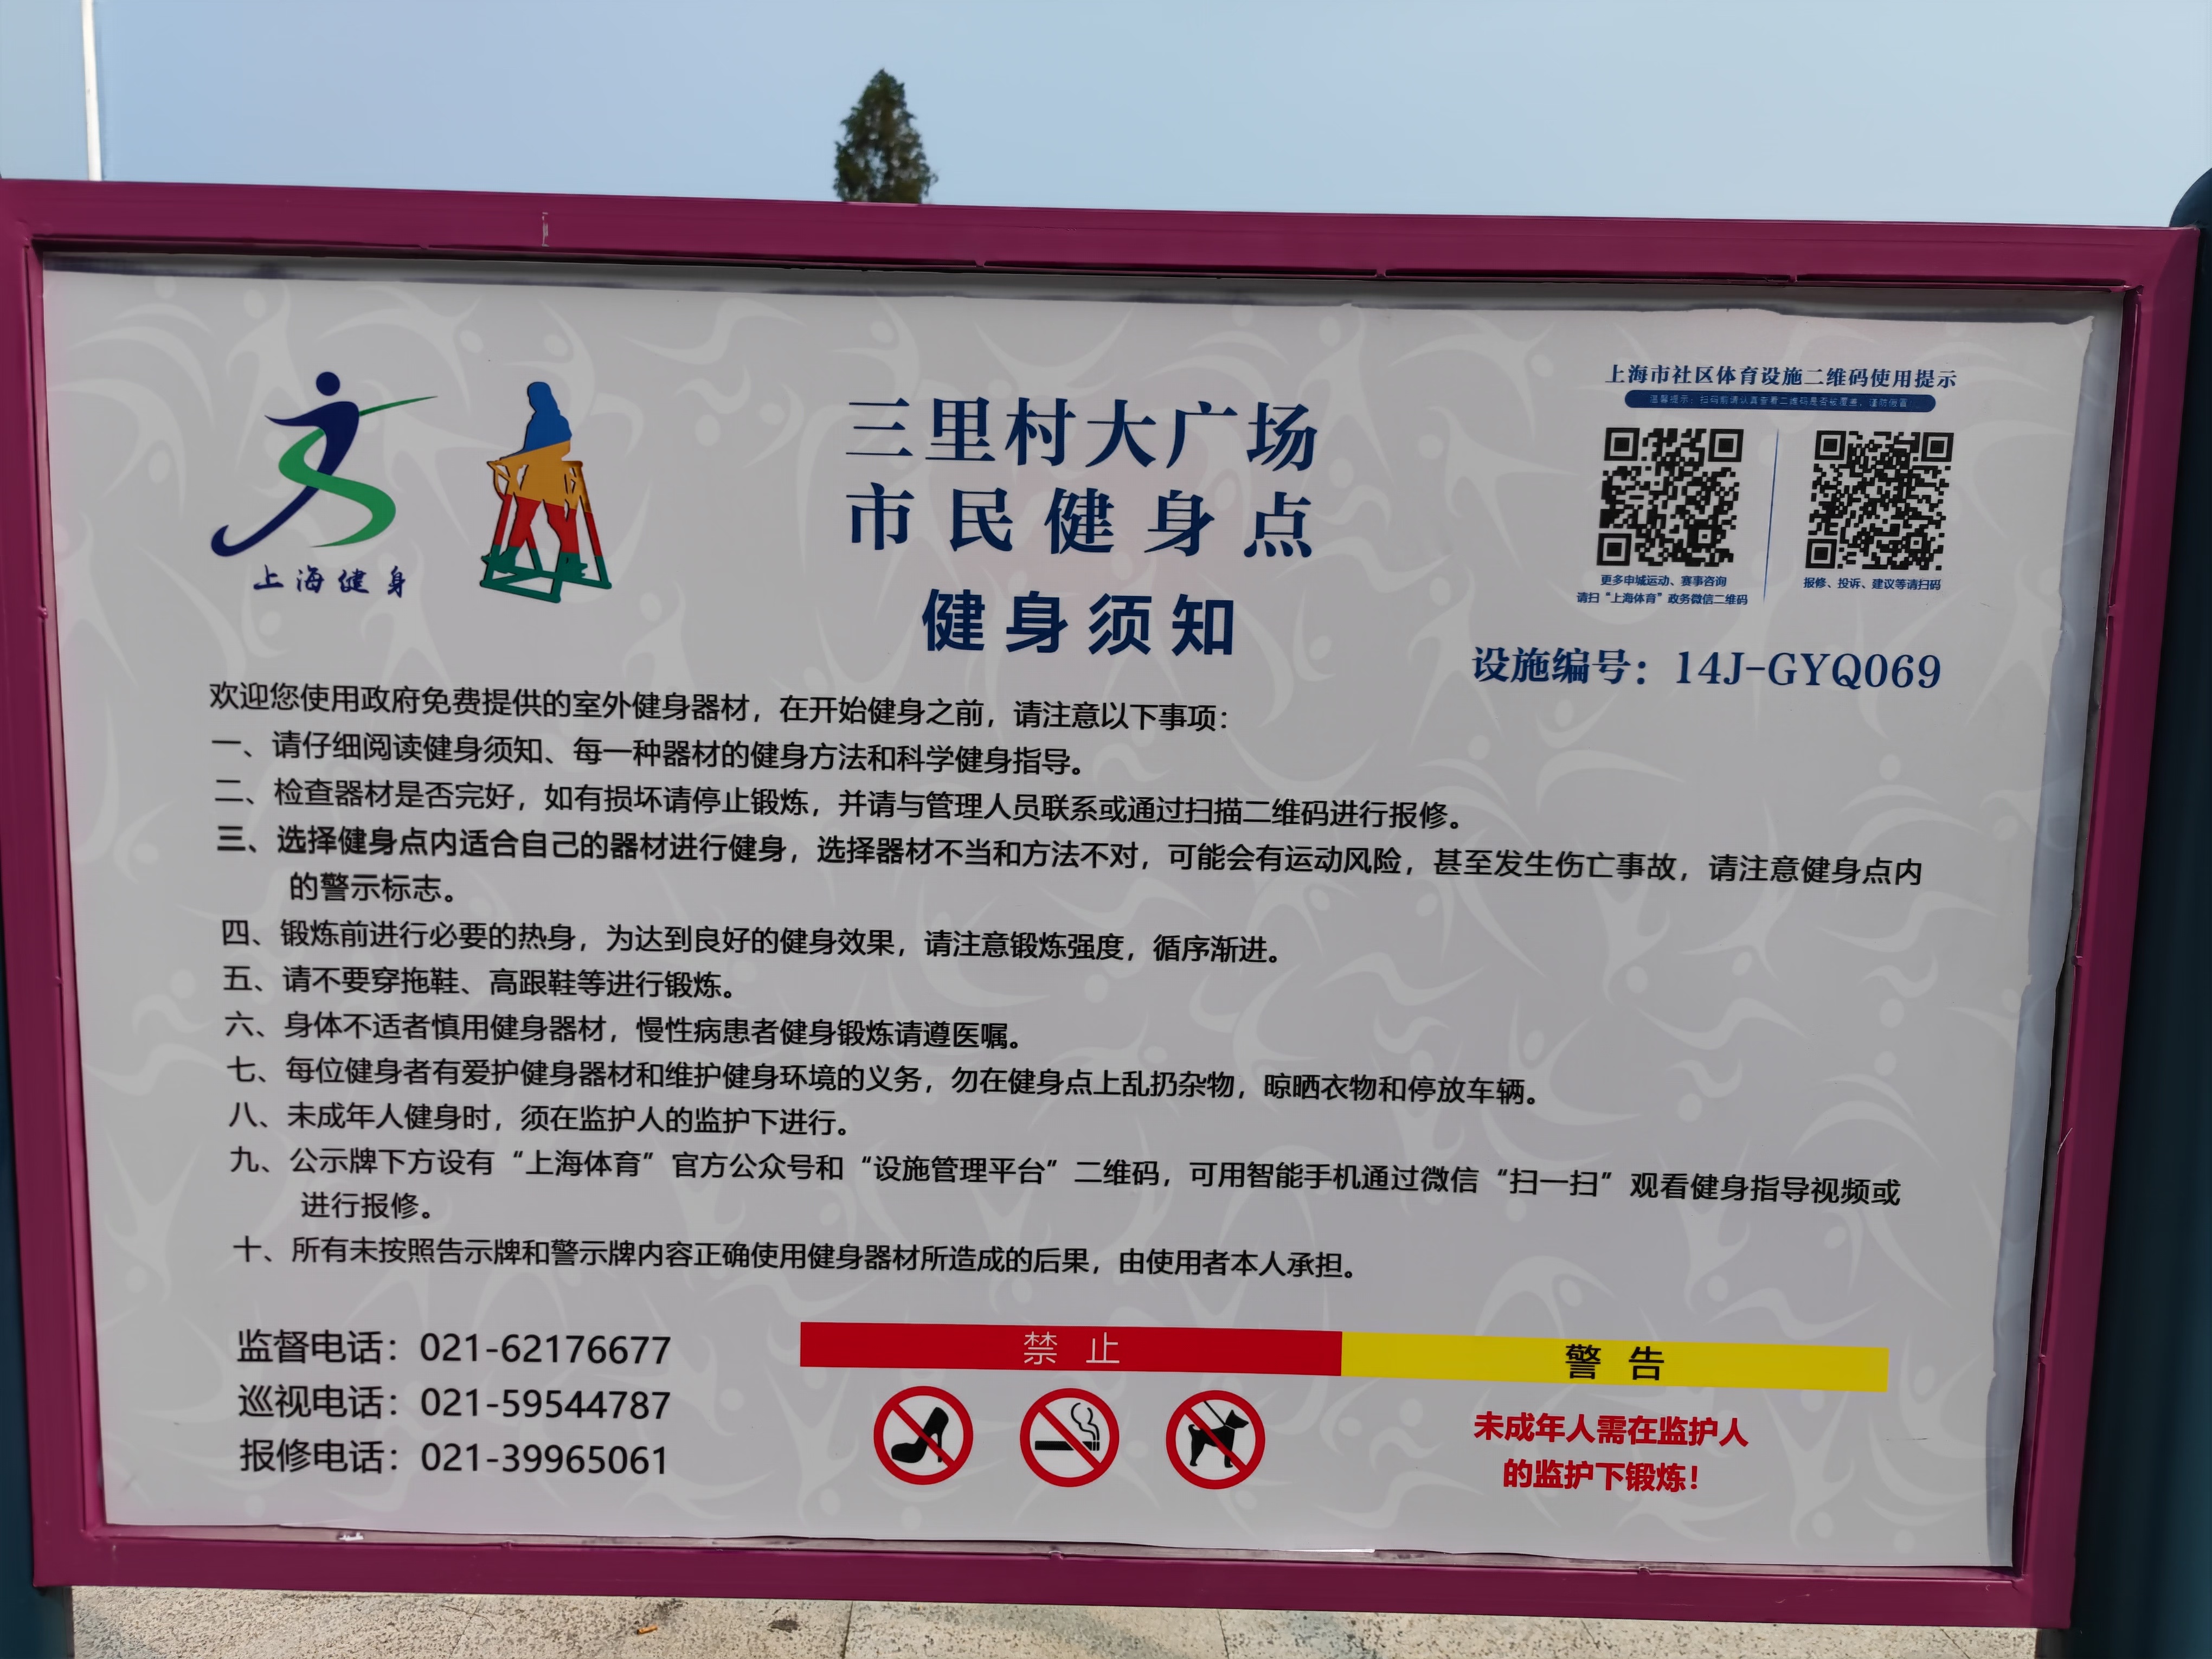 上海健身
三里村大广场
市民健身点
健身须知
上海市社区体育设施二维码使用提示
温馨提示：扫码前请认真查看二维码是否被覆盖、谨防假冒
更多申城运动、赛事咨询
请扫“上海体育”政务微信二维码
报修、投诉、建议等请扫码
设施编号：14J-GYQ069
欢迎您使用政府免费提供的室外健身器材，在开始健身之前，请注意以下事项：
一、请仔细阅读健身须知、每一种器材的健身方法和科学健身指导。
二、检查器材是否完好，如有损坏请停止锻炼，并请与管理人员联系或通过扫描二维码进行报修。
三、选择健身点内适合自己的器材进行健身，选择器材不当和方法不对，可能会有运动风险，甚至发生伤亡事故，请注意健身点内
的警示标志。
四、锻炼前进行必要的热身，为达到良好的健身效果，请注意锻炼强度，循序渐进。
五、请不要穿拖鞋、高跟鞋等进行锻炼。
六、身体不适者慎用健身器材，慢性病患者健身锻炼请遵医嘱。
七、每位健身者有爱护健身器材和维护健身环境的义务，勿在健身点上乱扔杂物，晾晒衣物和停放车辆。
八、未成年人健身时，须在监护人的监护下进行。
九、公示牌下方设有“上海体育”官方公众号和“设施管理平台”二维码，可用智能手机通过微信“扫一扫”观看健身指导视频或
进行报修。
十、所有未按照告示牌和警示牌内容正确使用健身器材所造成的后果，由使用者本人承担。
监督电话：021-62176677
巡视电话：021-59544787
报修电话：021-39965061
禁止
警告
未成年人需在监护人
的监护下锻炼！